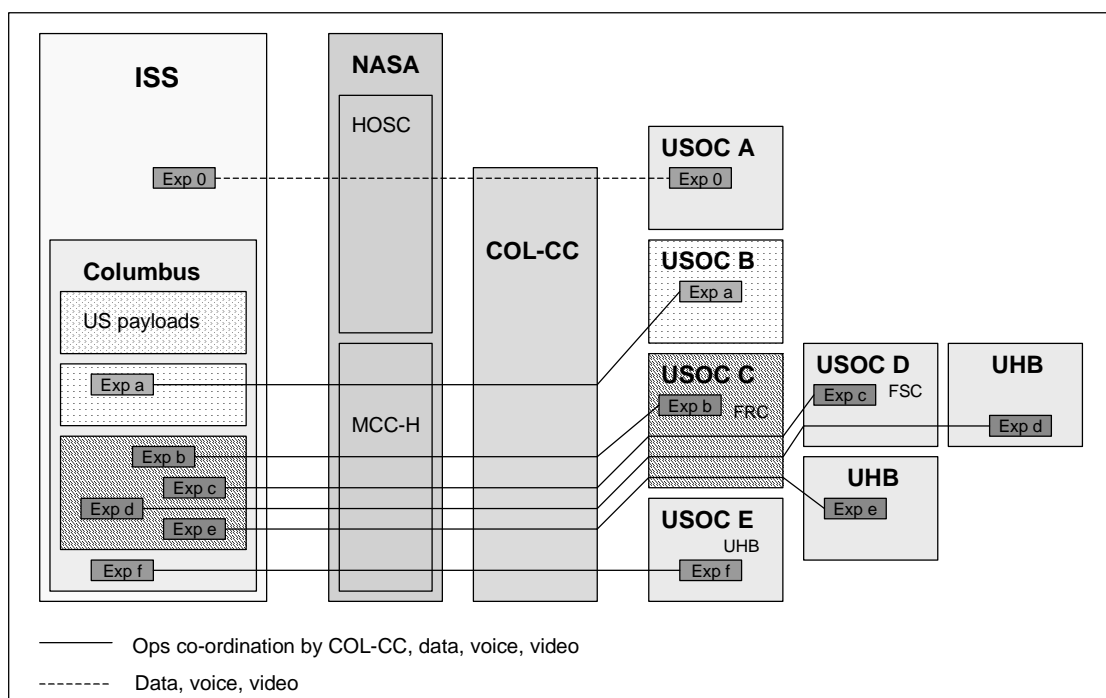 ISS
Exp 0
Columbus
US payloads
Exp a
Exp b
Exp c
Exp d
Exp e
Exp f
NASA
HOSC
MCC-H
COL-CC
USOC A
Exp 0
USOC B
Exp a
USOC C
Exp b
FRC
USOC D
Exp c
FSC
UHB
Exp d
UHB
Exp e
USOC E
UHB
Exp f
Ops co-ordination by COL-CC, data, voice, video
Data, voice, video